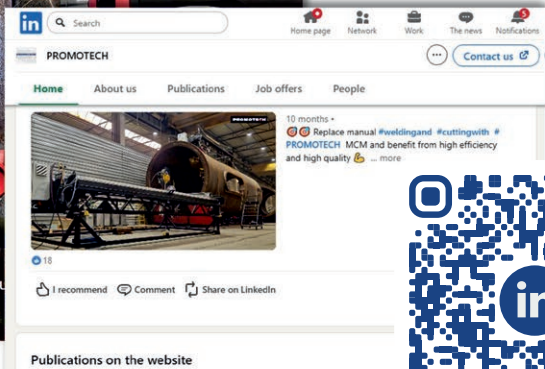 in Search
Home page Network Work The news Notifications
5
PROMOTECH
Contact us
Home About us Publications Job offers People
PROMOTECH
10 months •
Replace manual #weldingand #cuttingwith #
PROMOTECH MCM and benefit from high efficiency
and high quality ... more
18
I recommend Comment Share on LinkedIn
Publications on the website
in